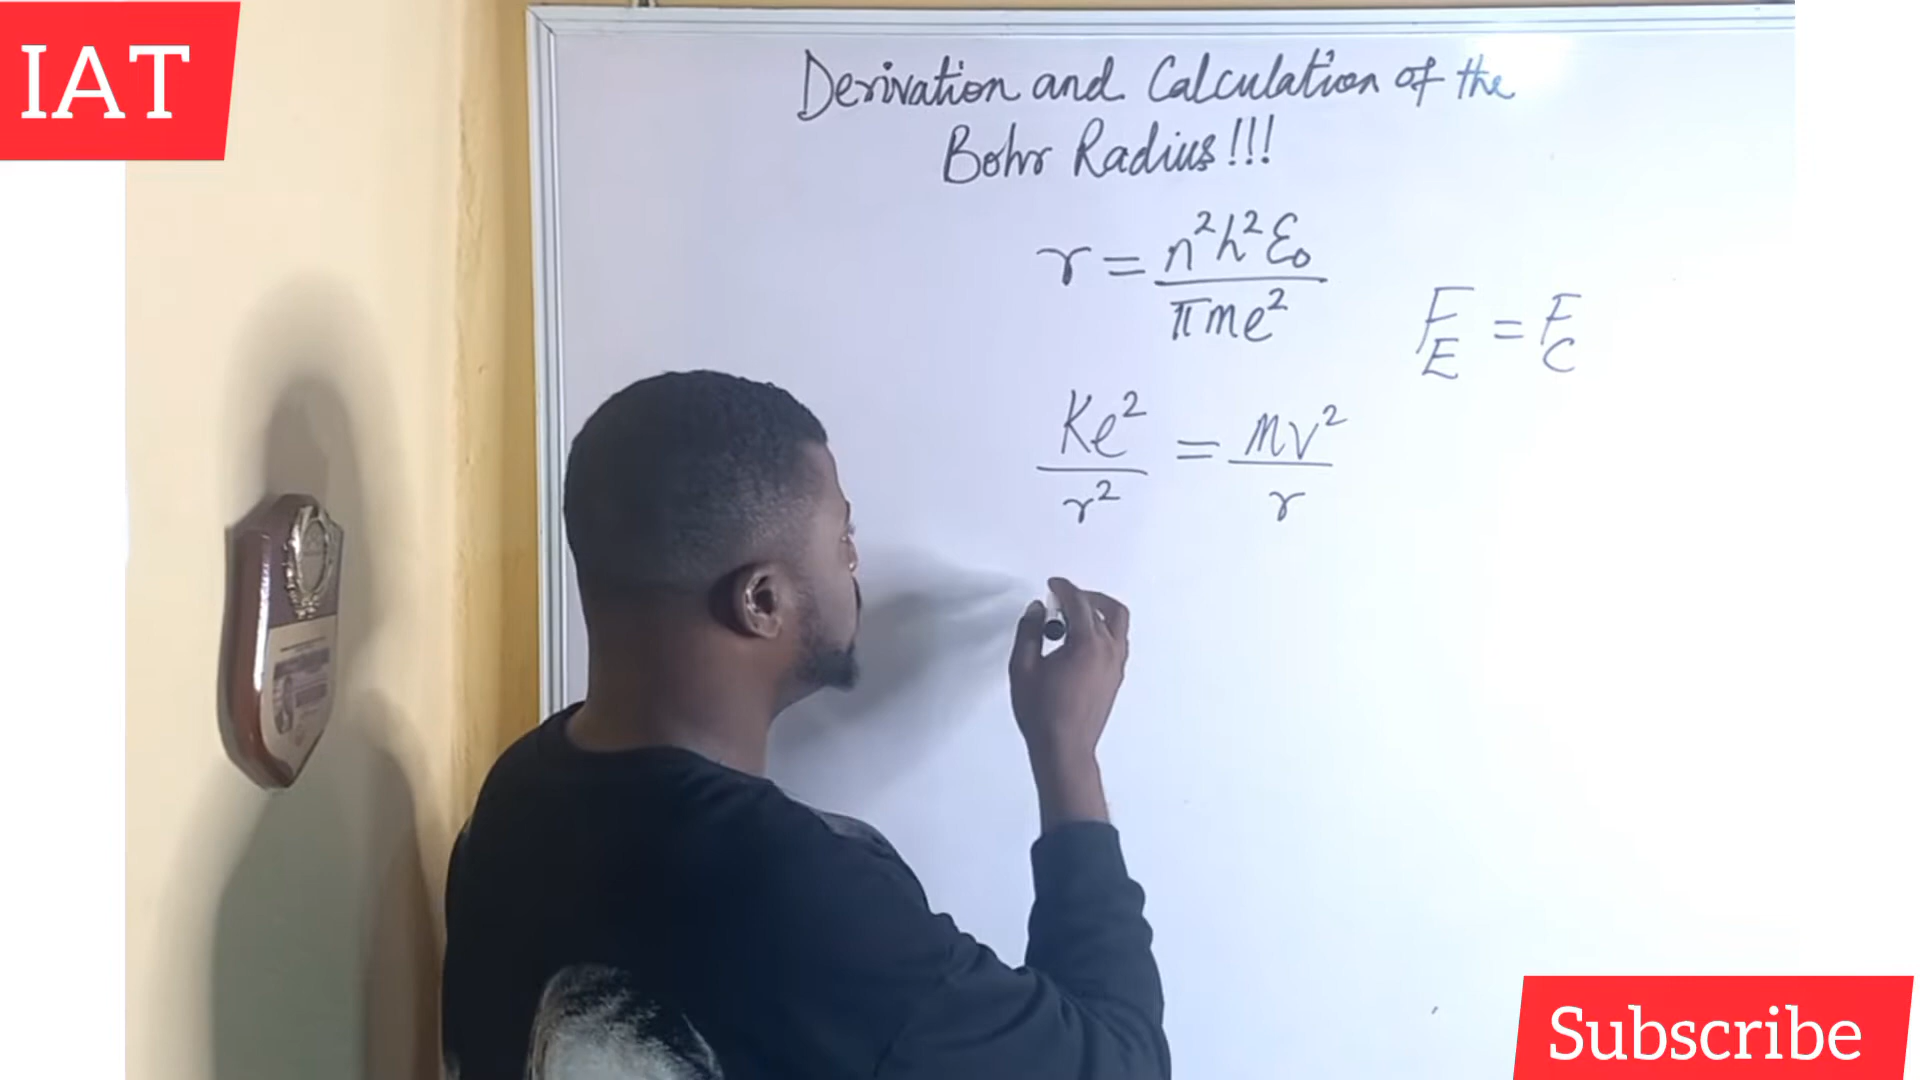 IAT
Derivation and Calculation of the
Bohr Radius!!!
r = n²h²ε₀ / πme²
F_E = F_C
Ke² / r² = mv² / r
Subscribe